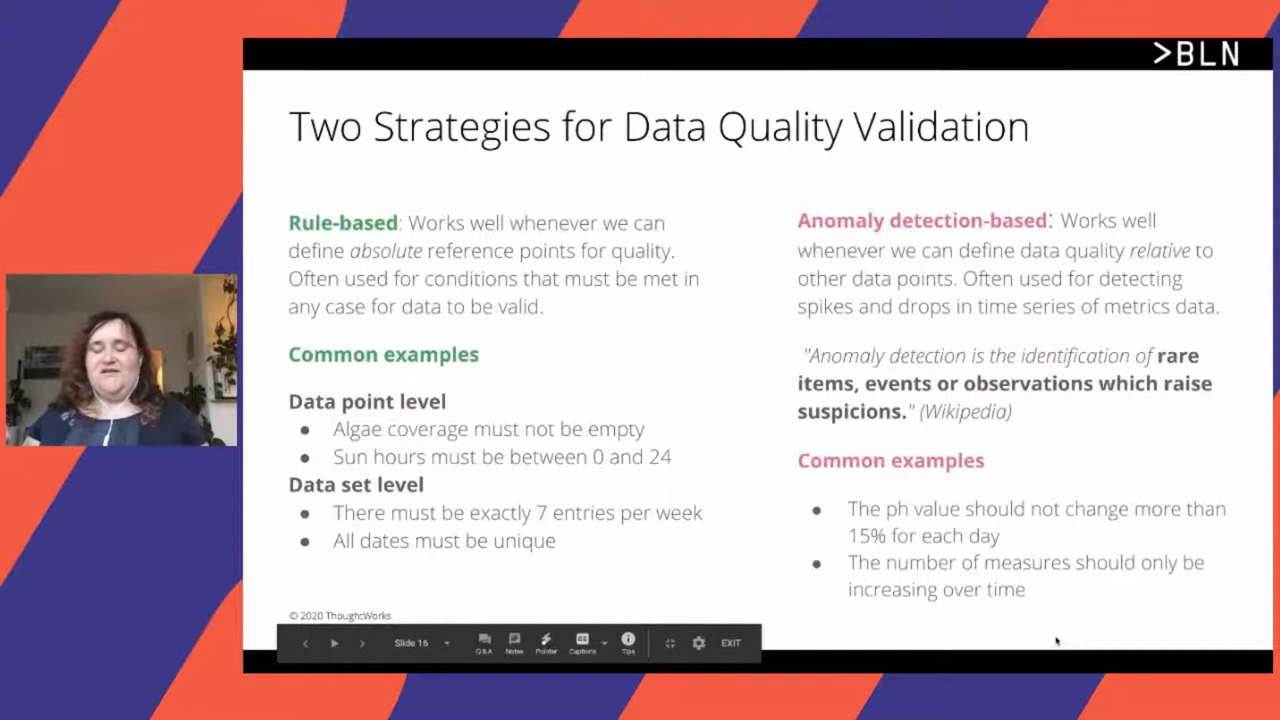 >BLN
Two Strategies for Data Quality Validation
Rule-based: Works well whenever we can
define absolute reference points for quality.
Often used for conditions that must be met in
any case for data to be valid.
Common examples
Data point level
● Algae coverage must not be empty
● Sun hours must be between 0 and 24
Data set level
● There must be exactly 7 entries per week
● All dates must be unique
© 2020 ThoughtWorks
Anomaly detection-based: Works well
whenever we can define data quality relative to
other data points. Often used for detecting
spikes and drops in time series of metrics data.
"Anomaly detection is the identification of rare
items, events or observations which raise
suspicions." (Wikipedia)
Common examples
● The ph value should not change more than
15% for each day
● The number of measures should only be
increasing over time
Slide 16
Q&A
Notes
Pointer
CC
Captions
Tips
EXIT